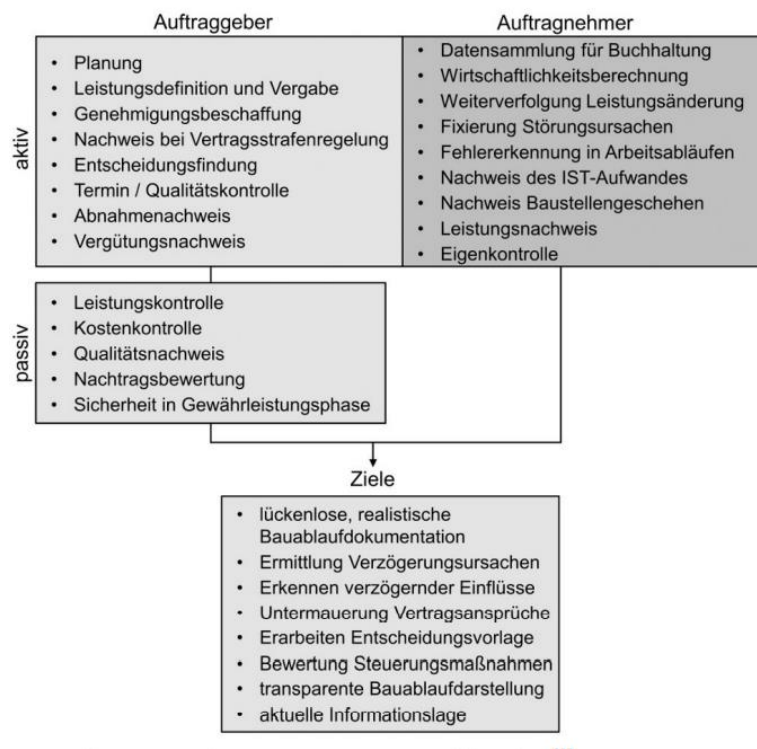 Auftraggeber
Auftragnehmer
aktiv
• Planung
• Leistungsdefinition und Vergabe
• Genehmigungsbeschaffung
• Nachweis bei Vertragsstrafenregelung
• Entscheidungsfindung
• Termin / Qualitätskontrolle
• Abnahmenachweis
• Vergütungsnachweis
• Datensammlung für Buchhaltung
• Wirtschaftlichkeitsberechnung
• Weiterverfolgung Leistungsänderung
• Fixierung Störungsursachen
• Fehlererkennung in Arbeitsabläufen
• Nachweis des IST-Aufwandes
• Nachweis Baustellengeschehen
• Leistungsnachweis
• Eigenkontrolle
passiv
• Leistungskontrolle
• Kostenkontrolle
• Qualitätsnachweis
• Nachtragsbewertung
• Sicherheit in Gewährleistungsphase
Ziele
• lückenlose, realistische
Bauablaufdokumentation
• Ermittlung Verzögerungsursachen
• Erkennen verzögernder Einflüsse
• Untermauerung Vertragsansprüche
• Erarbeiten Entscheidungsvorlage
• Bewertung Steuerungsmaßnahmen
• transparente Bauablaufdarstellung
• aktuelle Informationslage